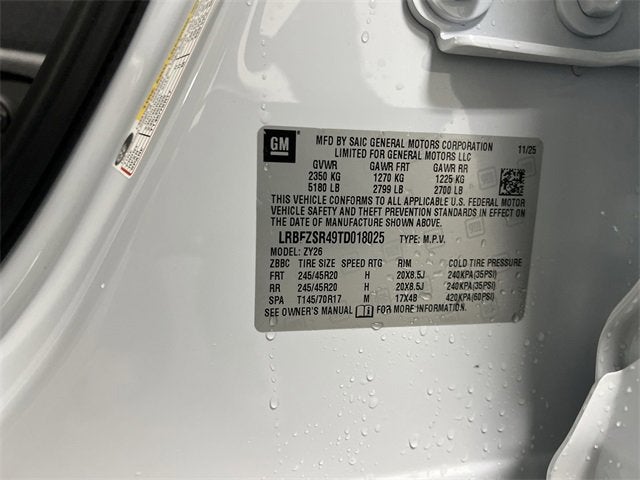 GM
MFD BY SAIC GENERAL MOTORS CORPORATION
LIMITED FOR GENERAL MOTORS LLC
11/25
GVWR GAWR FRT GAWR RR
2350 KG 1270 KG 1225 KG
5180 LB 2799 LB 2700 LB
THIS VEHICLE CONFORMS TO ALL APPLICABLE U.S. FEDERAL MOTOR
VEHICLE SAFETY AND THEFT PREVENTION STANDARDS IN EFFECT ON
THE DATE OF MANUFACTURE SHOWN ABOVE.
LRBFZSR49TD018025 TYPE: M.P.V.
MODEL: ZY26
ZBBC TIRE SIZE SPEED RTG RIM COLD TIRE PRESSURE
FRT 245/45R20 H 20X8.5J 240KPA(35PSI)
RR 245/45R20 H 20X8.5J 240KPA(35PSI)
SPA T145/70R17 M 17X4B 420KPA(60PSI)
SEE OWNER'S MANUAL FOR MORE INFORMATION.